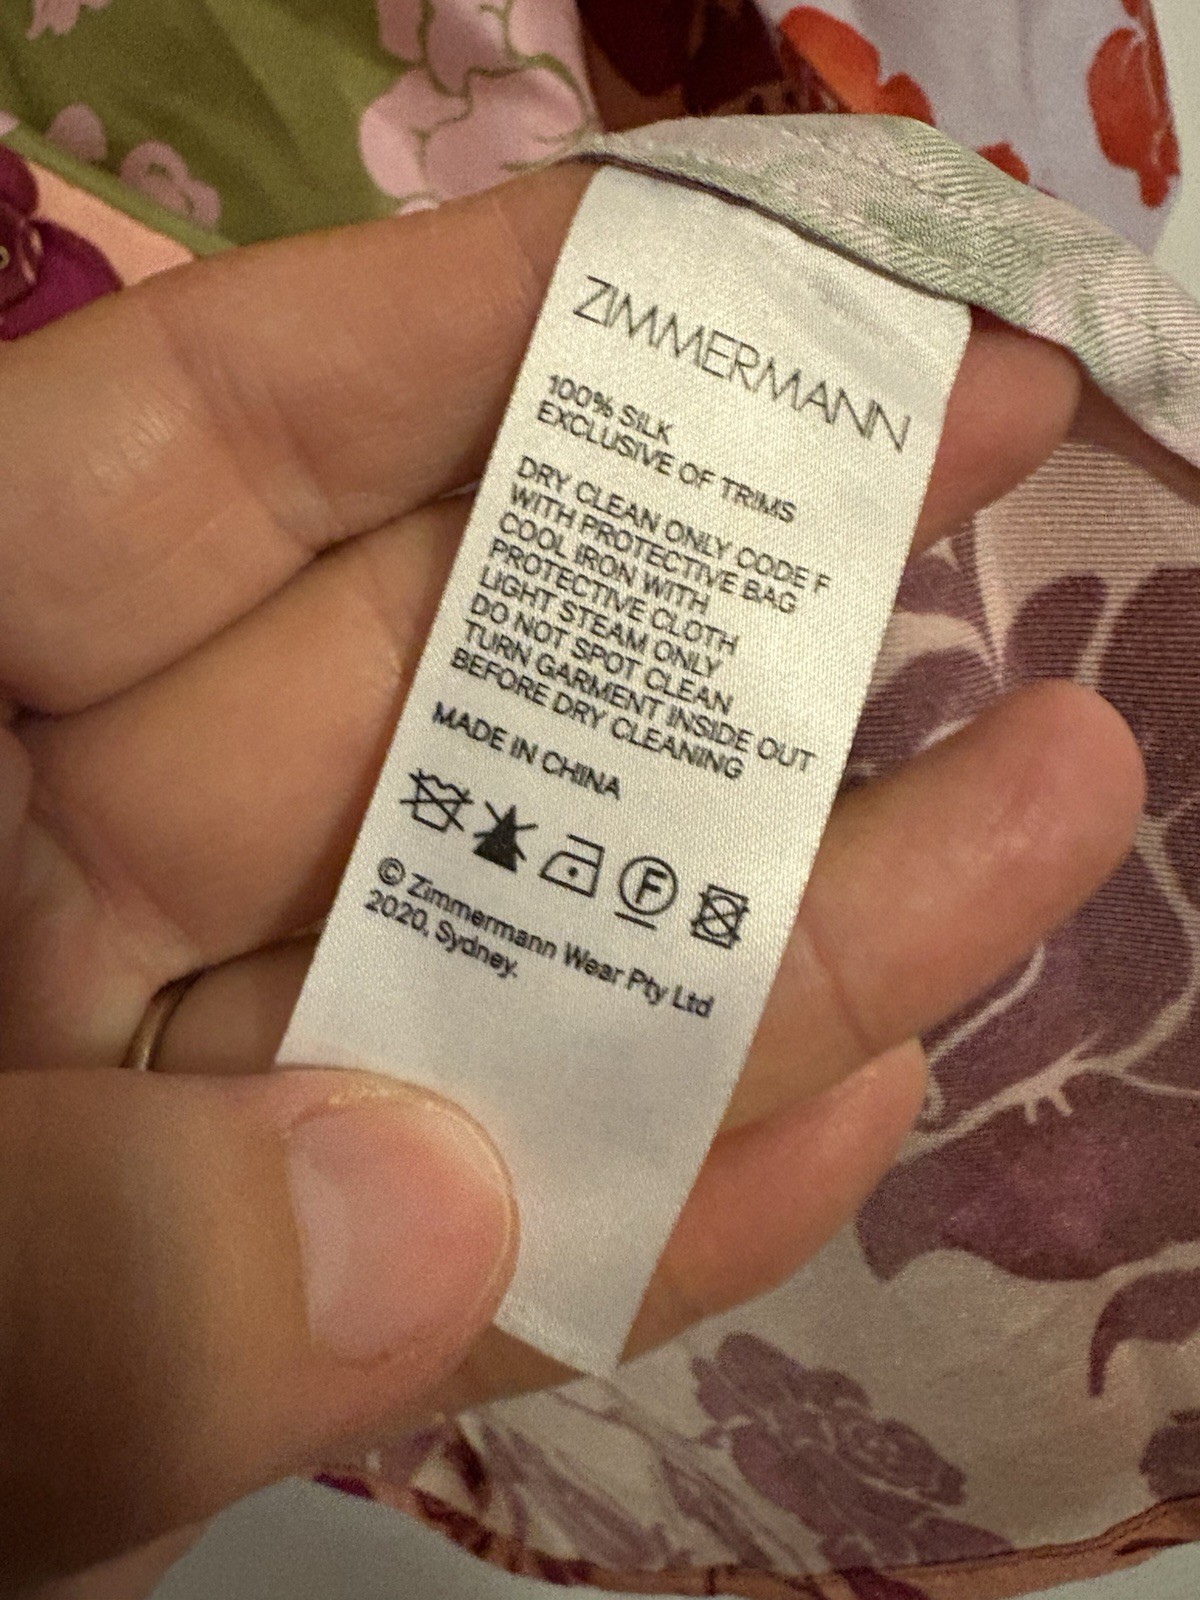 ZIMMERMANN
100% SILK
EXCLUSIVE OF TRIMS
DRY CLEAN ONLY CODE F
WITH PROTECTIVE BAG
COOL IRON WITH
PROTECTIVE CLOTH
LIGHT STEAM ONLY
DO NOT SPOT CLEAN
TURN GARMENT INSIDE OUT
BEFORE DRY CLEANING
MADE IN CHINA
F
© Zimmermann Wear Pty Ltd
2020, Sydney.